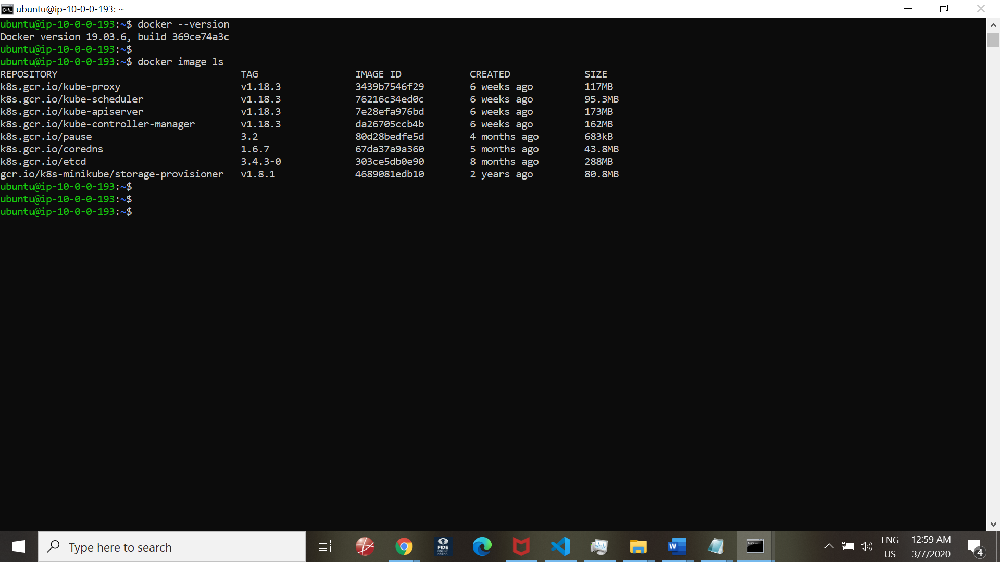 ubuntu@ip-10-0-0-193: ~
ubuntu@ip-10-0-0-193:~$ docker --version
Docker version 19.03.6, build 369ce74a3c
ubuntu@ip-10-0-0-193:~$
ubuntu@ip-10-0-0-193:~$ docker image ls
REPOSITORY TAG IMAGE ID CREATED SIZE
k8s.gcr.io/kube-proxy v1.18.3 3439b7546f29 6 weeks ago 117MB
k8s.gcr.io/kube-scheduler v1.18.3 76216c34ed0c 6 weeks ago 95.3MB
k8s.gcr.io/kube-apiserver v1.18.3 7e28efa976bd 6 weeks ago 173MB
k8s.gcr.io/kube-controller-manager v1.18.3 da26705ccb4b 6 weeks ago 162MB
k8s.gcr.io/pause 3.2 80d28bedfe5d 4 months ago 683kB
k8s.gcr.io/coredns 1.6.7 67da37a9a360 5 months ago 43.8MB
k8s.gcr.io/etcd 3.4.3-0 303ce5db0e90 8 months ago 288MB
gcr.io/k8s-minikube/storage-provisioner v1.8.1 4689081edb10 2 years ago 80.8MB
ubuntu@ip-10-0-0-193:~$
ubuntu@ip-10-0-0-193:~$
ubuntu@ip-10-0-0-193:~$
Type here to search
FIDE
ONLINE
ARENA
W
ENG
US
12:59 AM
3/7/2020
4